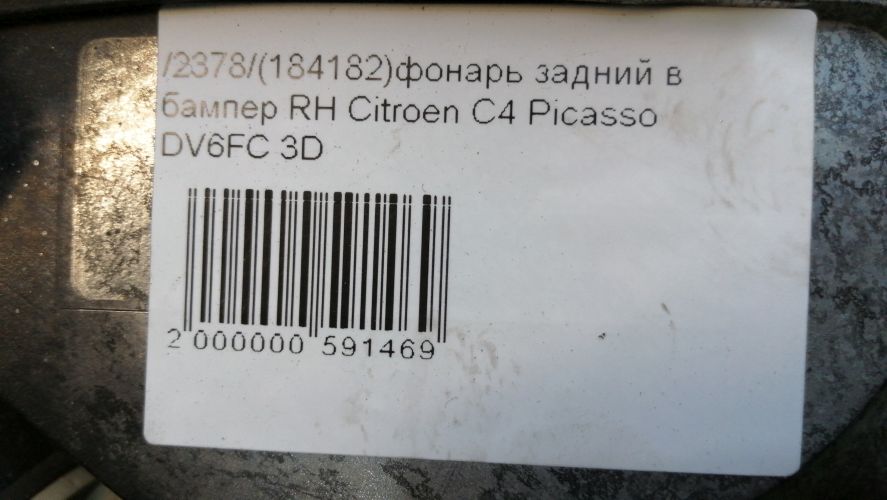 /2378/(184182)фонарь задний в
бампер RH Citroen C4 Picasso
DV6FC 3D
2 000000 591469